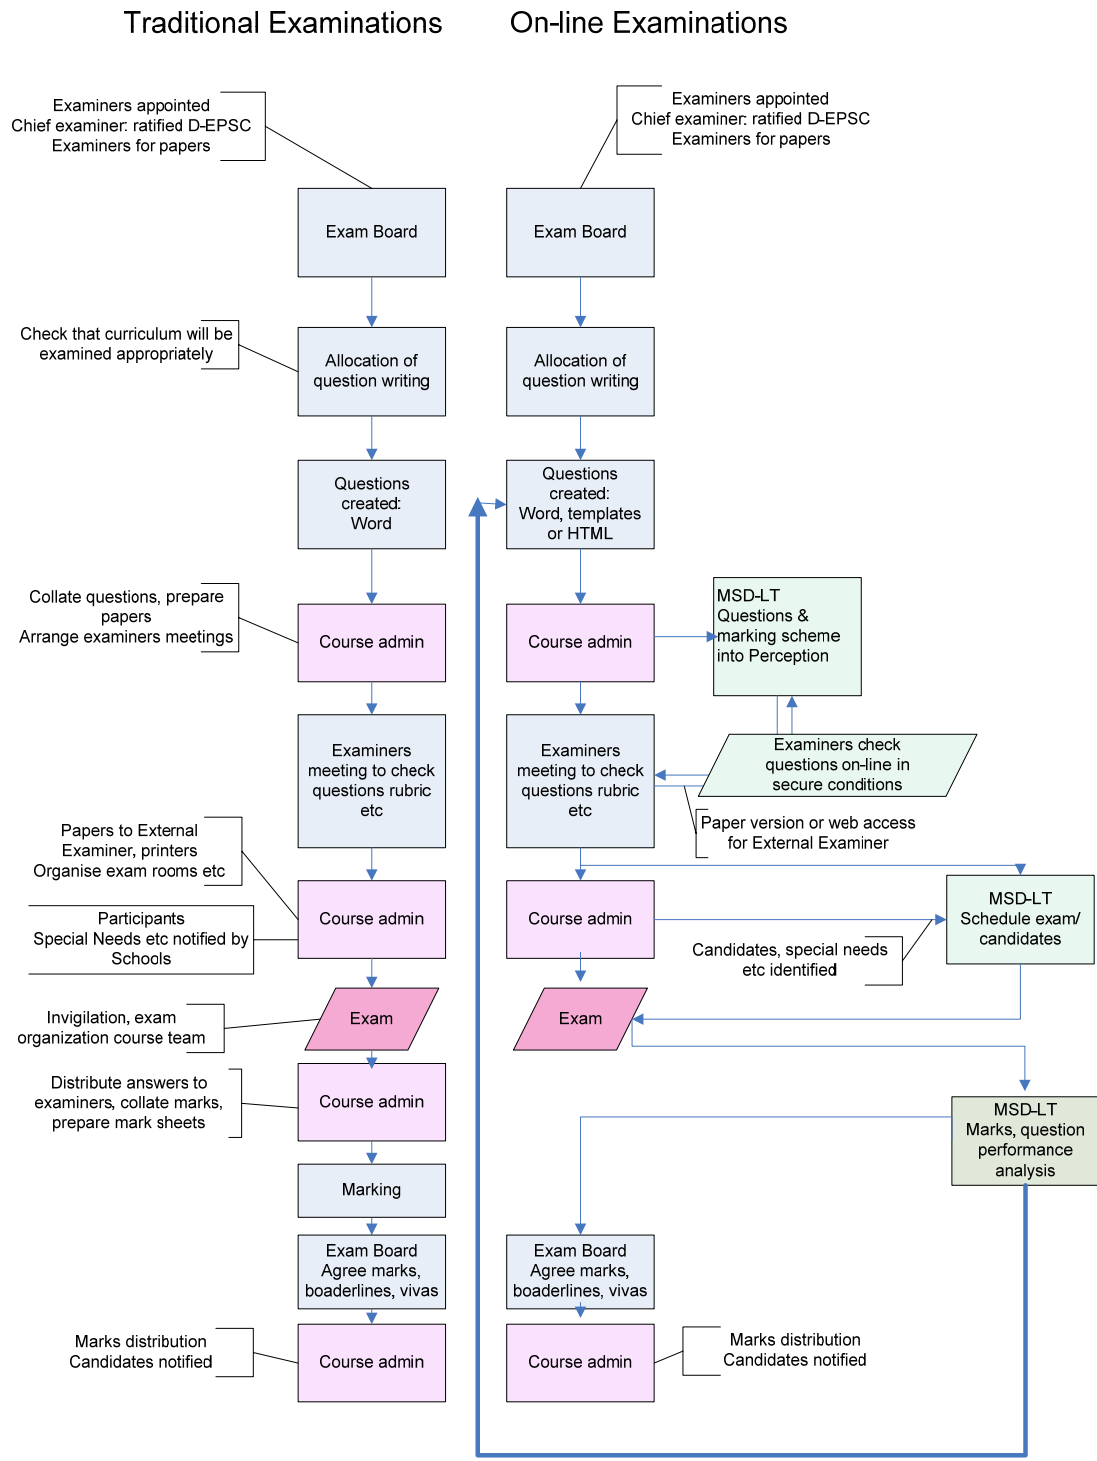 Traditional Examinations
On-line Examinations
Examiners appointed
Chief examiner: ratified D-EPSC
Examiners for papers
Examiners appointed
Chief examiner: ratified D-EPSC
Examiners for papers
Exam Board
Exam Board
Check that curriculum will be
examined appropriately
Allocation of
question writing
Allocation of
question writing
Questions
created:
Word
Questions
created:
Word, templates
or HTML
Collate questions, prepare
papers
Arrange examiners meetings
Course admin
Course admin
MSD-LT
Questions &
marking scheme
into Perception
Examiners
meeting to check
questions rubric
etc
Examiners
meeting to check
questions rubric
etc
Examiners check
questions on-line in
secure conditions
Paper version or web access
for External Examiner
Papers to External
Examiner, printers
Organise exam rooms etc
Participants
Special Needs etc notified by
Schools
Course admin
Course admin
MSD-LT
Schedule exam/
candidates
Candidates, special needs
etc identified
Invigilation, exam
organization course team
Exam
Exam
Distribute answers to
examiners, collate marks,
prepare mark sheets
Course admin
MSD-LT
Marks, question
performance
analysis
Marking
Exam Board
Agree marks,
boaderlines, vivas
Exam Board
Agree marks,
boaderlines, vivas
Marks distribution
Candidates notified
Course admin
Course admin
Marks distribution
Candidates notified